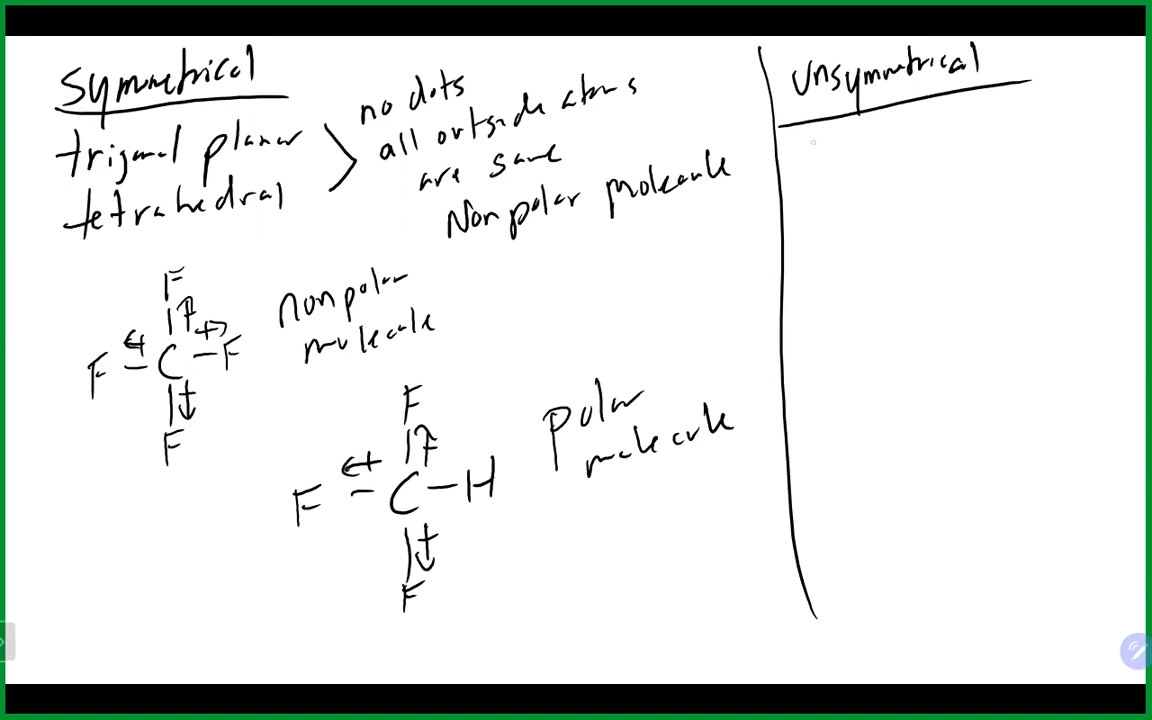 Symmetrical
trigonal planar
tetrahedral
no dots
all outside atoms
are same
Nonpolar molecule
F
F - C - F
F
nonpolar
molecule
F
F - C - H
F
polar
molecule
Unsymmetrical